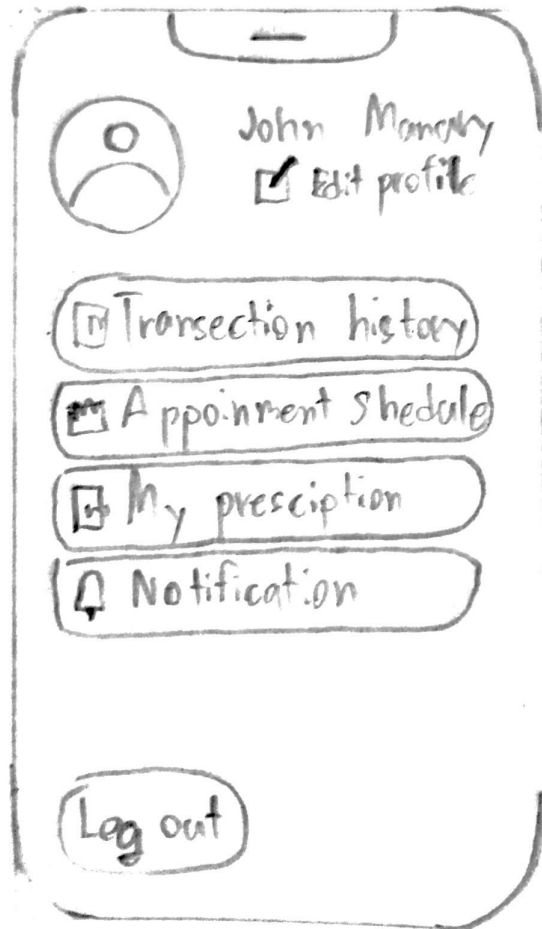 John
Edit profile
Transection history
Appoinment Shedule
My presciption
Notification
Log out